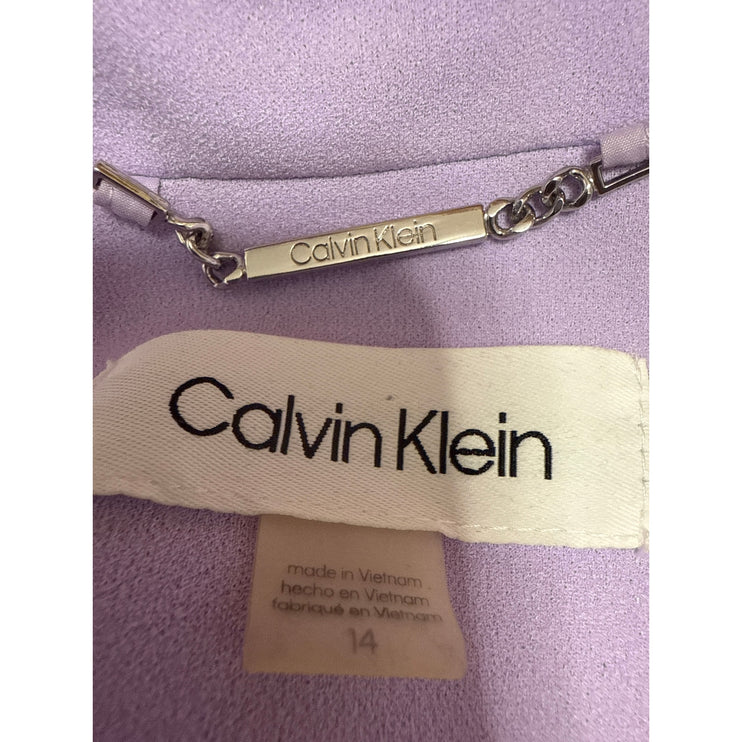 Calvin Klein
Calvin Klein
made in Vietnam
hecho en Vietnam
fabriqué en Vietnam
14